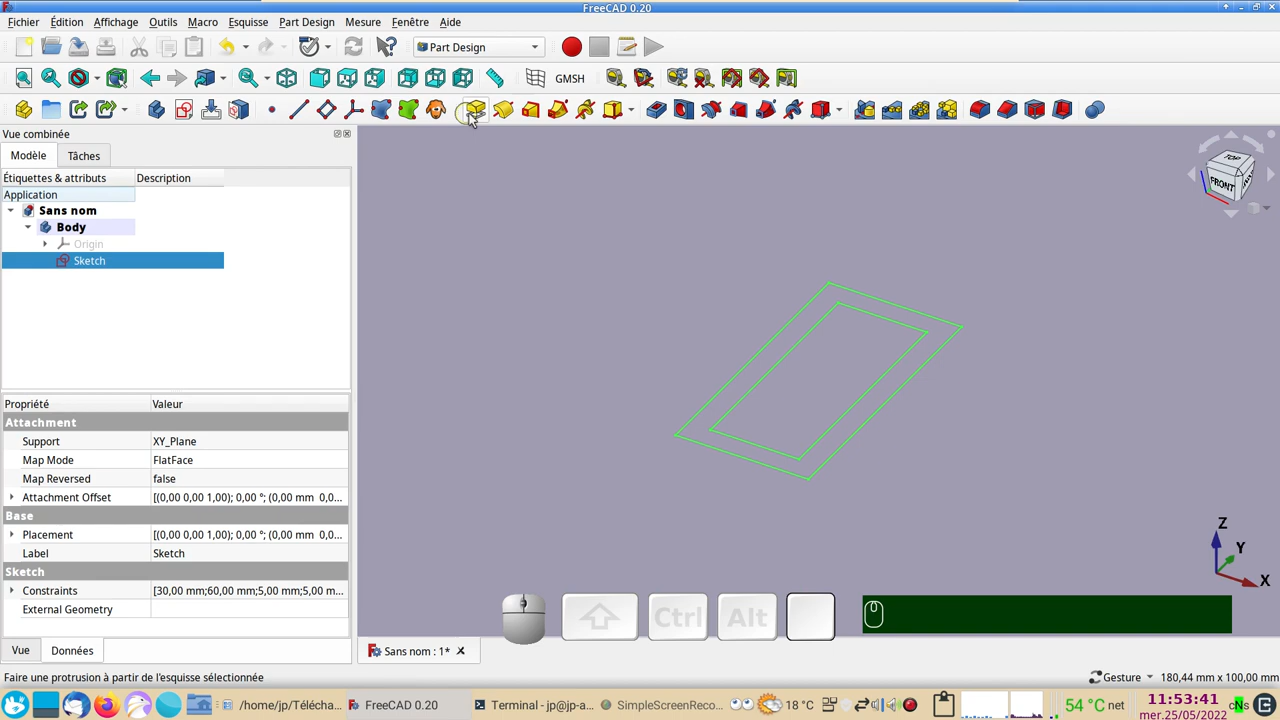 FreeCAD 0.20
Fichier Édition Affichage Outils Macro Esquisse Part Design Mesure Fenêtre Aide
Part Design
GMSH
Vue combinée
Modèle Tâches
Étiquettes & attributs Description
Application
Sans nom
Body
Origin
Sketch
TOP
FRONT
Propriété Valeur
Attachment
Support XY_Plane
Map Mode FlatFace
Map Reversed false
Attachment Offset [(0,00 0,00 1,00); 0,00 °; (0,00 mm 0,0...
Base
Placement [(0,00 0,00 1,00); 0,00 °; (0,00 mm 0,0...
Label Sketch
Sketch
Constraints [30,00 mm;60,00 mm;5,00 mm;5,00 m...
External Geometry
Z
Y
X
Ctrl Alt
Vue Données
Sans nom : 1*
Faire une protrusion à partir de l'esquisse sélectionnée
Gesture 180,44 mm x 100,00 mm
/home/jp/Télécha... FreeCAD 0.20 Terminal - jp@jp-a... SimpleScreenReco... 18 °C 54 °C net 11:53:41
mer.25/05/2022